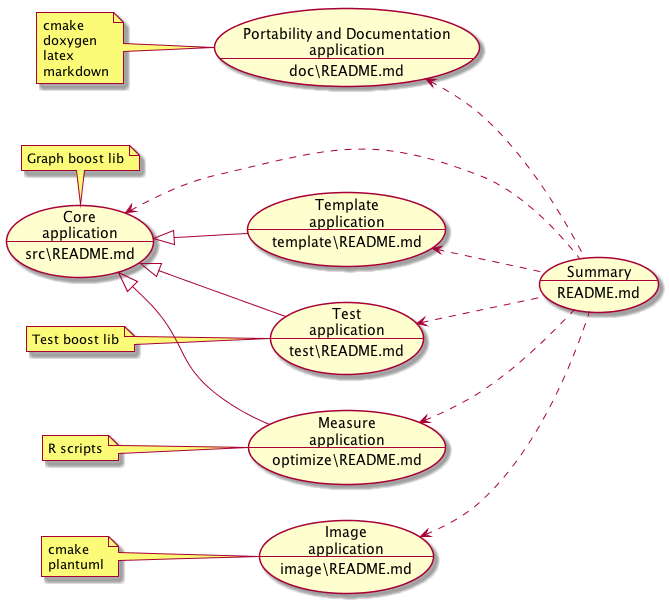 cmake
doxygen
latex
markdown
Portability and Documentation
application
doc\README.md
Graph boost lib
Core
application
src\README.md
Template
application
template\README.md
Summary
README.md
Test
application
test\README.md
Test boost lib
Measure
application
optimize\README.md
R scripts
Image
application
image\README.md
cmake
plantuml